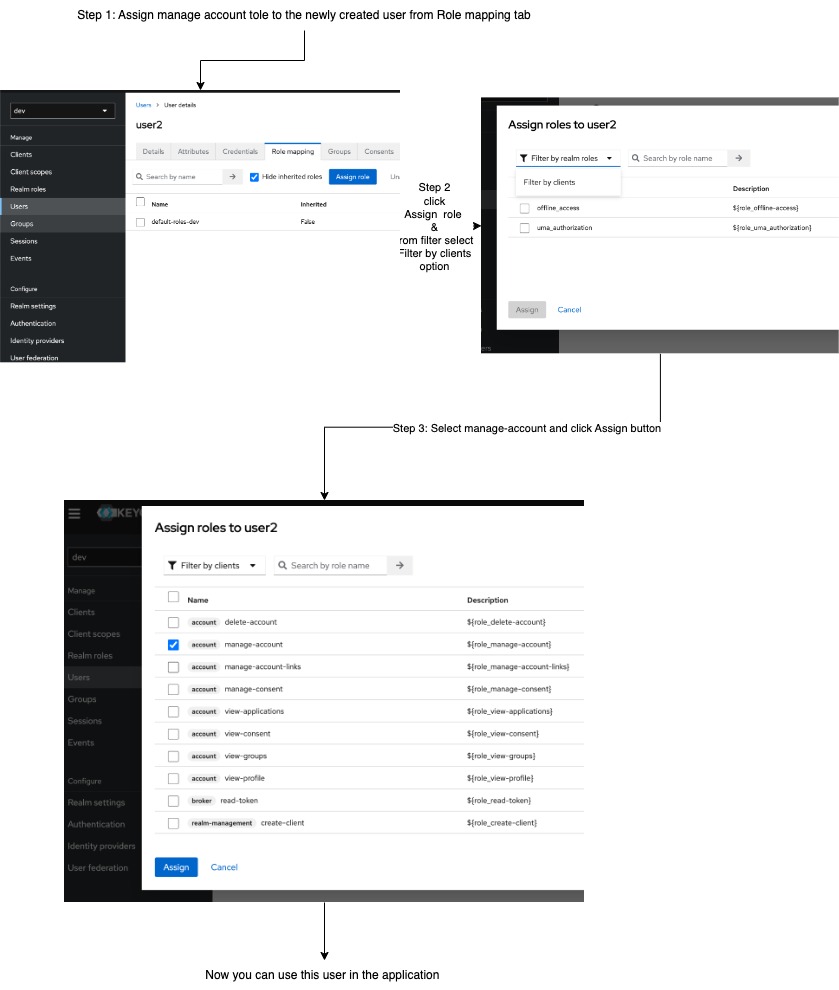 Step 1: Assign manage account tole to the newly created user from Role mapping tab
dev
Manage
Clients
Client scopes
Realm roles
Users
Groups
Sessions
Events
Configure
Realm settings
Authentication
Identity providers
User federation
Users > User details
user2
Details Attributes Credentials Role mapping Groups Consents
Search by name Hide inherited roles Assign role Un
Name Inherited
default-roles-dev False
Step 2
click
Assign role
&
rom filter select
Filter by clients
option
Assign roles to user2
Filter by realm roles Search by role name
Filter by clients
Description
offline_access ${role_offline-access}
uma_authorization ${role_uma_authorization}
Assign Cancel
ers
Step 3: Select manage-account and click Assign button
KEY
dev
Manage
Clients
Client scopes
Realm roles
Users
Groups
Sessions
Events
Configure
Realm settings
Authentication
Identity providers
User federation
Assign roles to user2
Filter by clients Search by role name
Name Description
account delete-account ${role_delete-account}
account manage-account ${role_manage-account}
account manage-account-links ${role_manage-account-links}
account manage-consent ${role_manage-consent}
account view-applications ${role_view-applications}
account view-consent ${role_view-consent}
account view-groups ${role_view-groups}
account view-profile ${role_view-profile}
broker read-token ${role_read-token}
realm-management create-client ${role_create-client}
Assign Cancel
Now you can use this user in the application